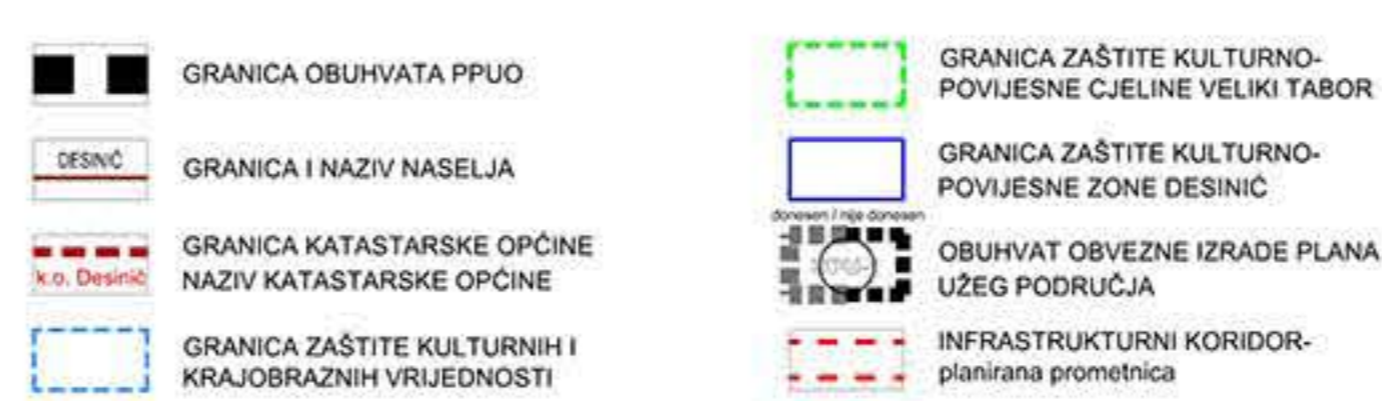 GRANICA OBUHVATA PPUO
DESINIĆ
GRANICA I NAZIV NASELJA
GRANICA KATASTARSKE OPĆINE
k.o. Desinić
NAZIV KATASTARSKE OPĆINE
GRANICA ZAŠTITE KULTURNIH I
KRAJOBRAZNIH VRIJEDNOSTI
GRANICA ZAŠTITE KULTURNO-
POVIJESNE CJELINE VELIKI TABOR
GRANICA ZAŠTITE KULTURNO-
POVIJESNE ZONE DESINIĆ
donesen / nije donesen
OBUHVAT OBVEZNE IZRADE PLANA
UŽEG PODRUČJA
INFRASTRUKTURNI KORIDOR-
planirana prometnica